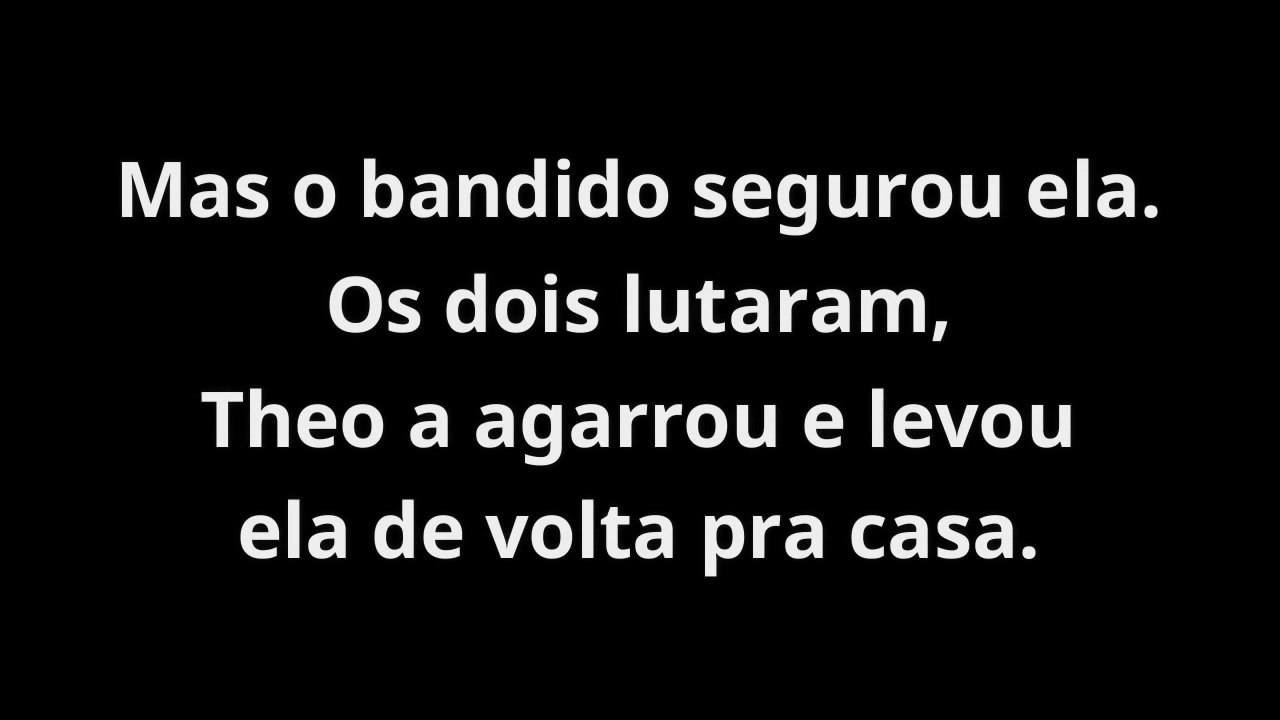 Mas o bandido segurou ela.
Os dois lutaram,
Theo a agarrou e levou
ela de volta pra casa.